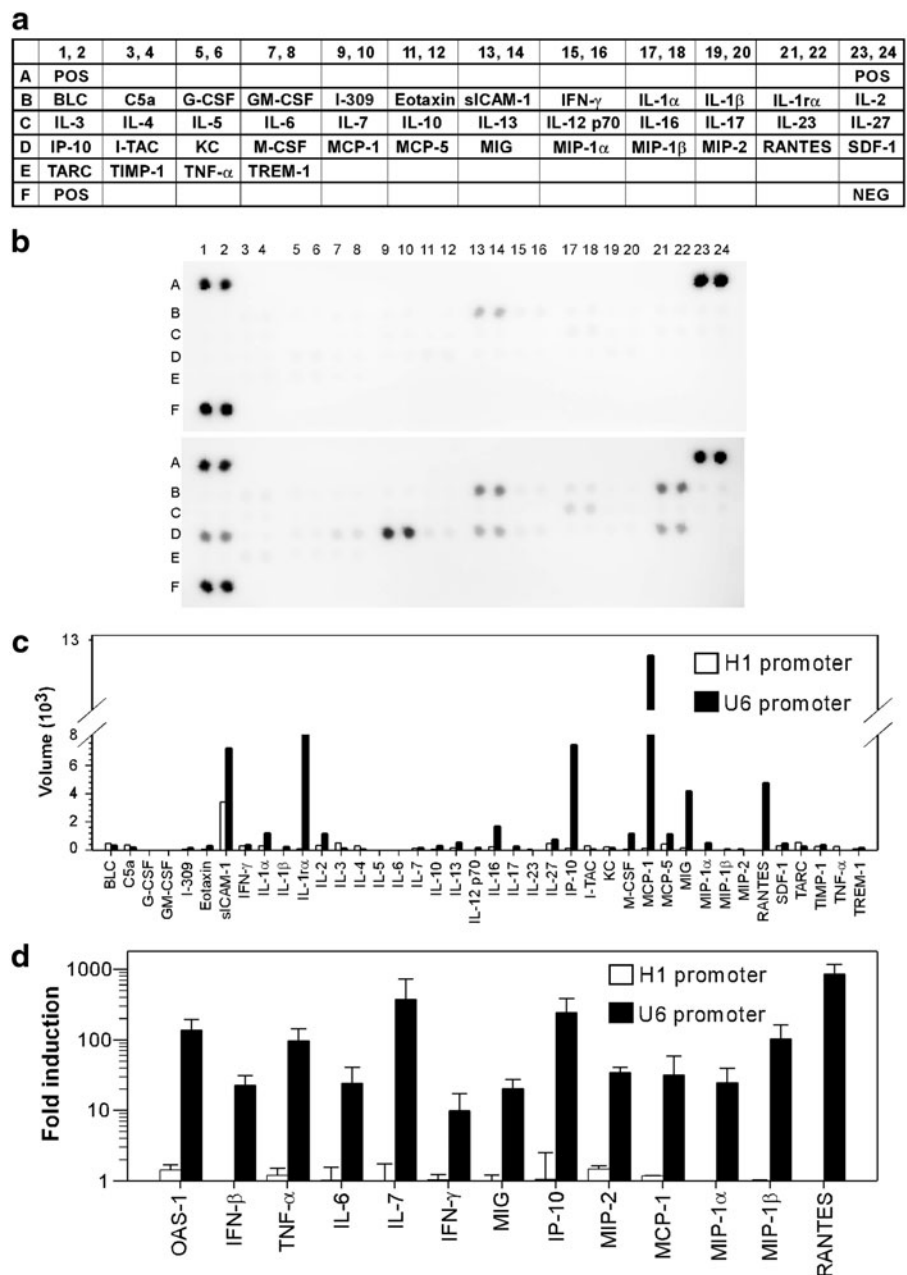 a
1, 2 3, 4 5, 6 7, 8 9, 10 11, 12 13, 14 15, 16 17, 18 19, 20 21, 22 23, 24
A POS POS
B BLC C5a G-CSF GM-CSF I-309 Eotaxin sICAM-1 IFN-γ IL-1α IL-1β IL-1rα IL-2
C IL-3 IL-4 IL-5 IL-6 IL-7 IL-10 IL-13 IL-12 p70 IL-16 IL-17 IL-23 IL-27
D IP-10 I-TAC KC M-CSF MCP-1 MCP-5 MIG MIP-1α MIP-1β MIP-2 RANTES SDF-1
E TARC TIMP-1 TNF-α TREM-1
F POS NEG
b
1 2 3 4 5 6 7 8 9 10 11 12 13 14 15 16 17 18 19 20 21 22 23 24
A
B
C
D
E
F
A
B
C
D
E
F
c
13
8
6
4
2
0
Volume (10³)
H1 promoter
U6 promoter
BLC C5a G-CSF GM-CSF I-309 Eotaxin sICAM-1 IFN-γ IL-1α IL-1β IL-1rα IL-2 IL-3 IL-4 IL-5 IL-6 IL-7 IL-10 IL-13 IL-12 p70 IL-16 IL-17 IL-23 IL-27 IP-10 I-TAC KC M-CSF MCP-1 MCP-5 MIG MIP-1α MIP-1β MIP-2 RANTES SDF-1 TARC TIMP-1 TNF-α TREM-1
d
1000
100
10
1
Fold induction
H1 promoter
U6 promoter
OAS-1 IFN-β TNF-α IL-6 IL-7 IFN-γ MIG IP-10 MIP-2 MCP-1 MIP-1α MIP-1β RANTES